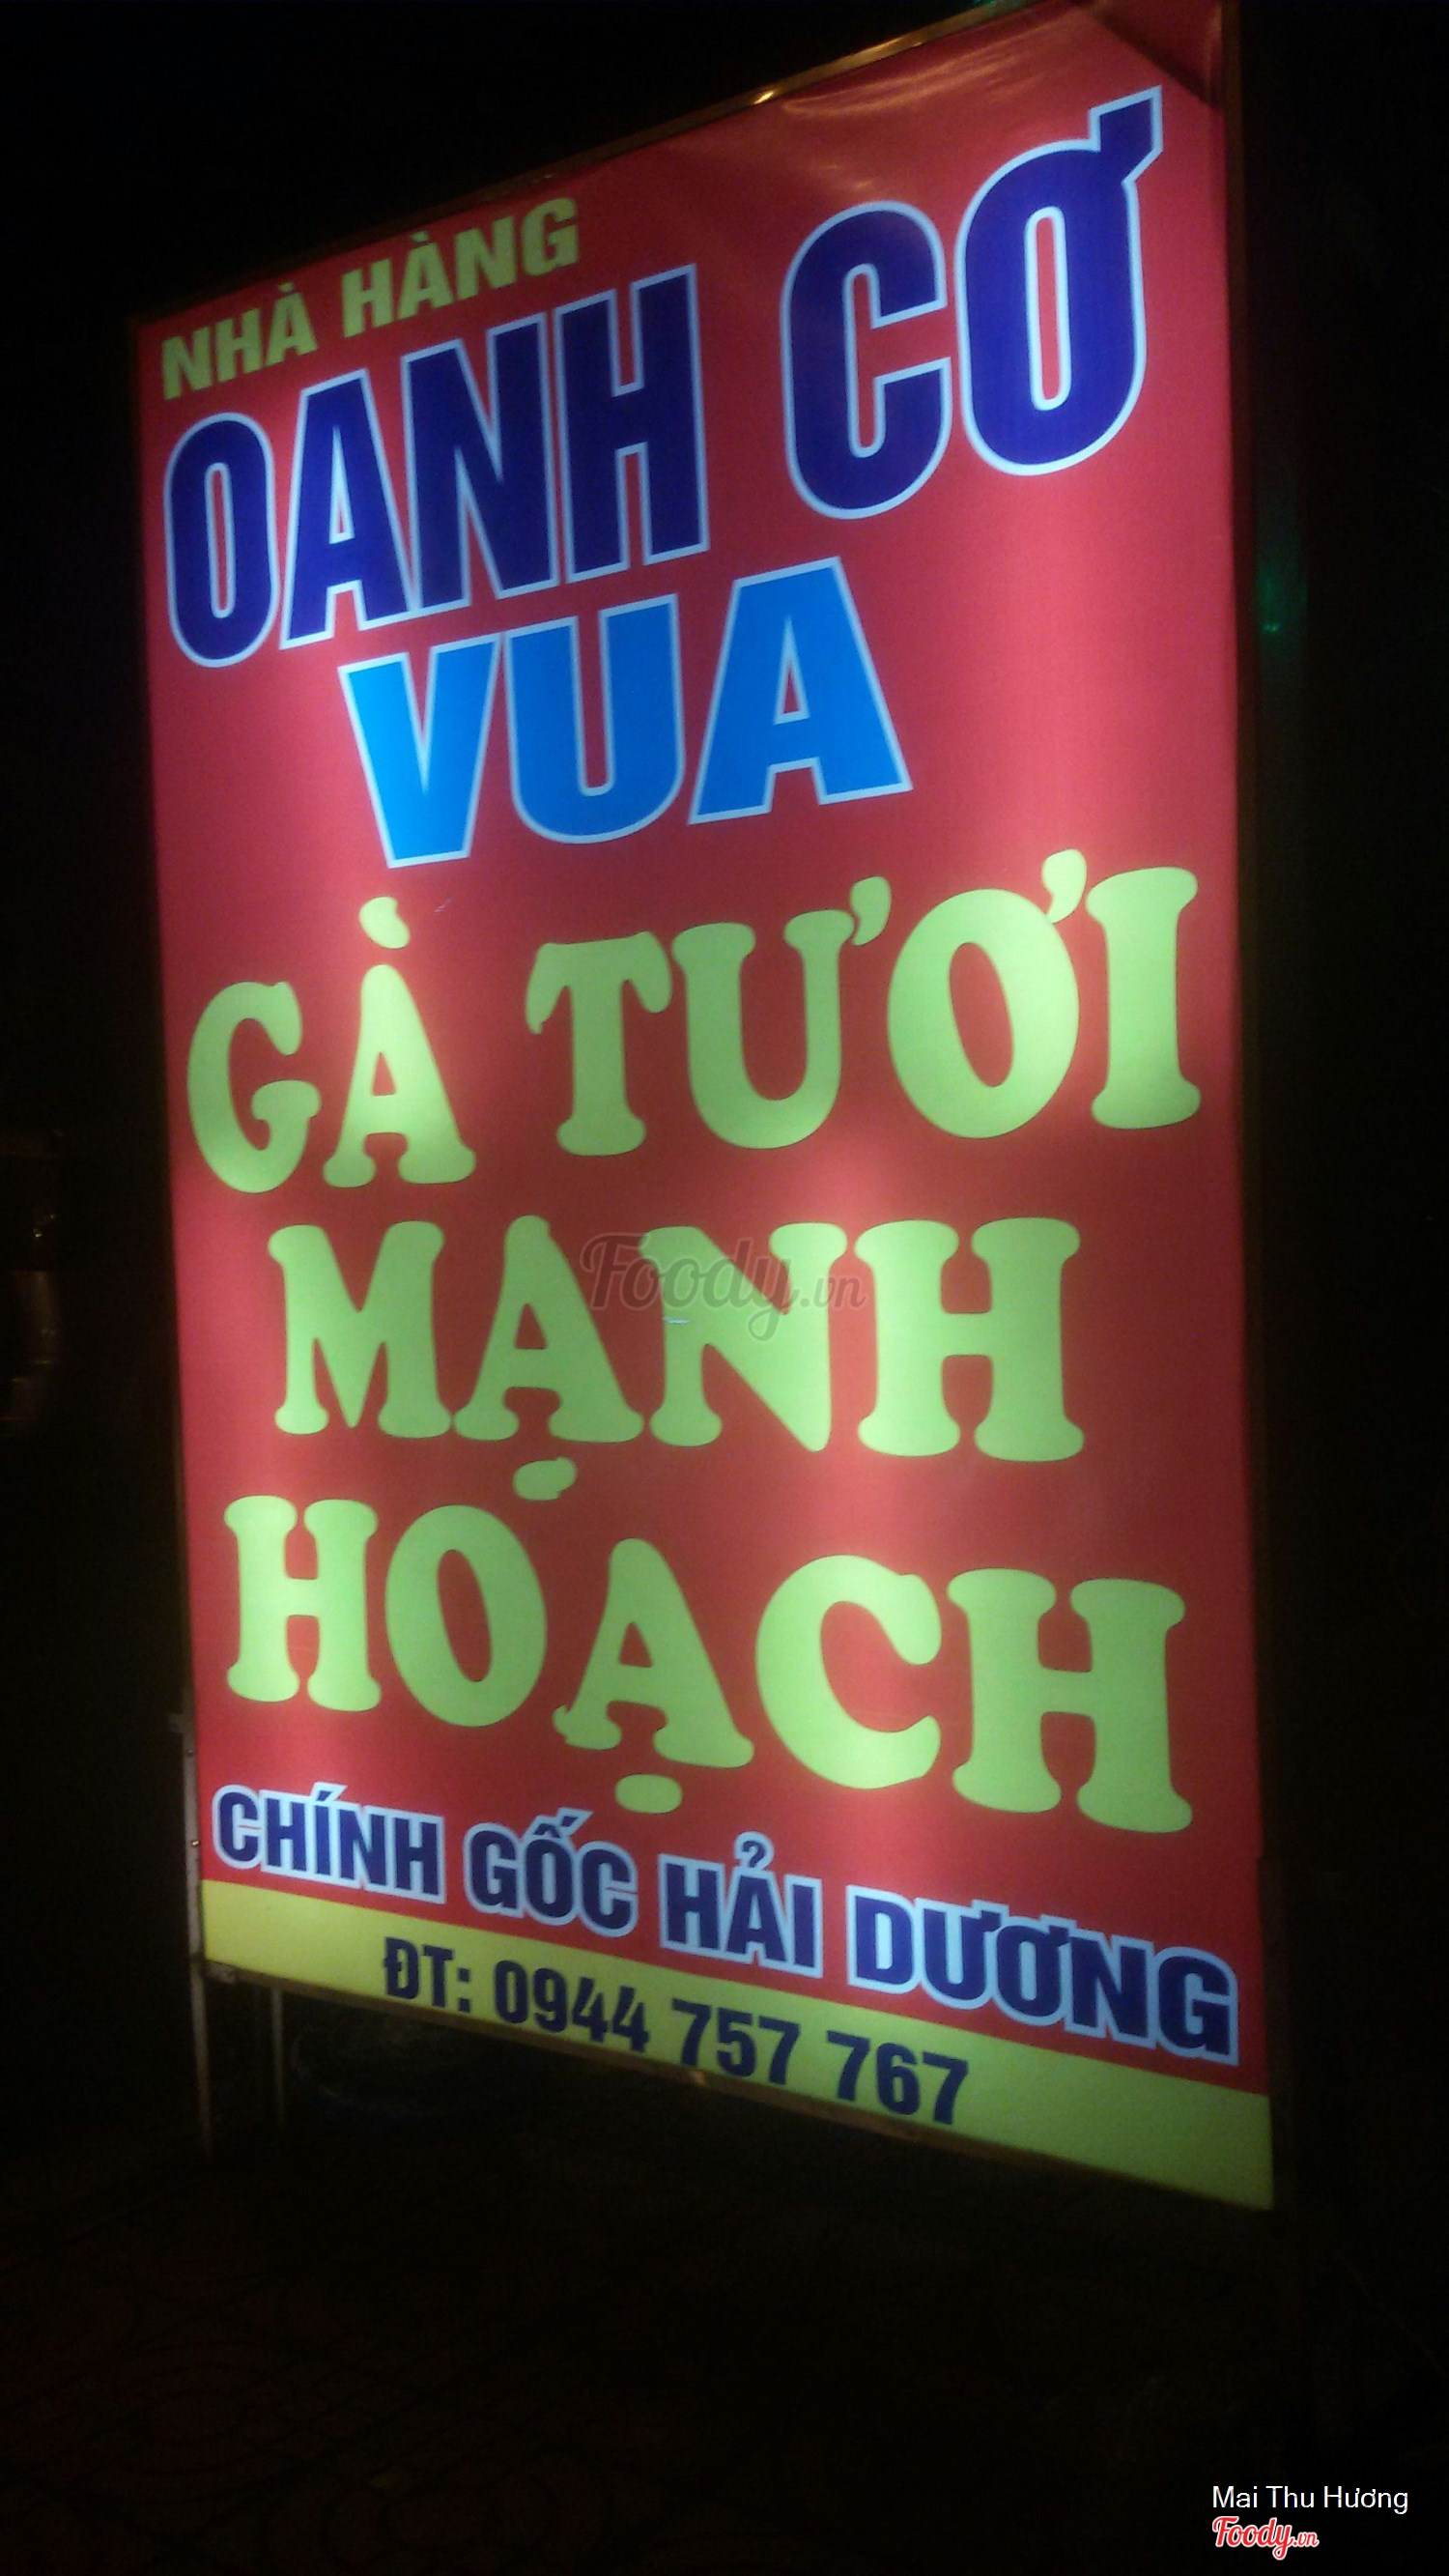 NHÀ HÀNG
OANH CƠ
VUA
GÀ TƯƠI
MẠNH
HOẠCH
CHÍNH GỐC HẢI DƯƠNG
ĐT: 0944 757 767
Foody.vn
Mai Thu Hương
Foody.vn